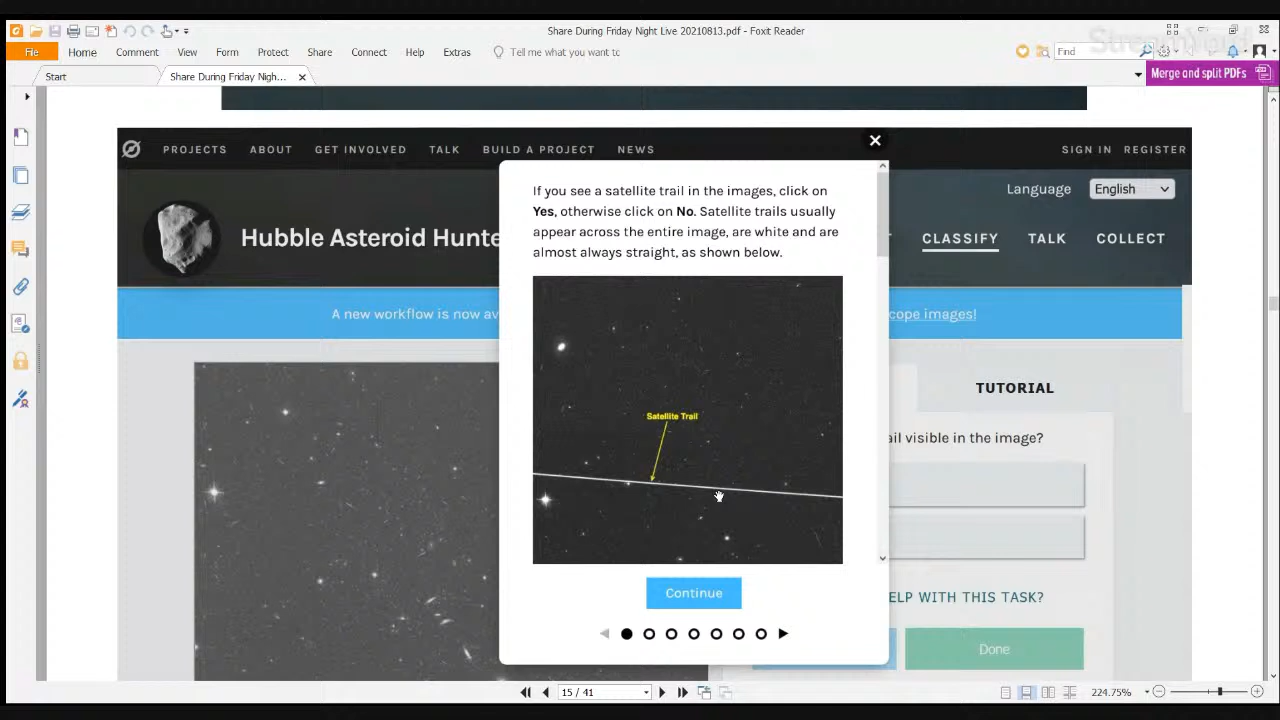 Share During Friday Night Live 20210813.pdf - Foxit Reader
File Home Comment View Form Protect Share Connect Help Extras Tell me what you want tc Find
Start Share During Friday Nigh... Merge and split PDFs
PROJECTS ABOUT GET INVOLVED TALK BUILD A PROJECT NEWS SIGN IN REGISTER
Language English
Hubble Asteroid Hunte
CLASSIFY TALK COLLECT
If you see a satellite trail in the images, click on
Yes, otherwise click on No. Satellite trails usually
appear across the entire image, are white and are
almost always straight, as shown below.
A new workflow is now av
cope images!
Satellite Trail
TUTORIAL
ail visible in the image?
Continue
ELP WITH THIS TASK?
Done
15 / 41
224.75%